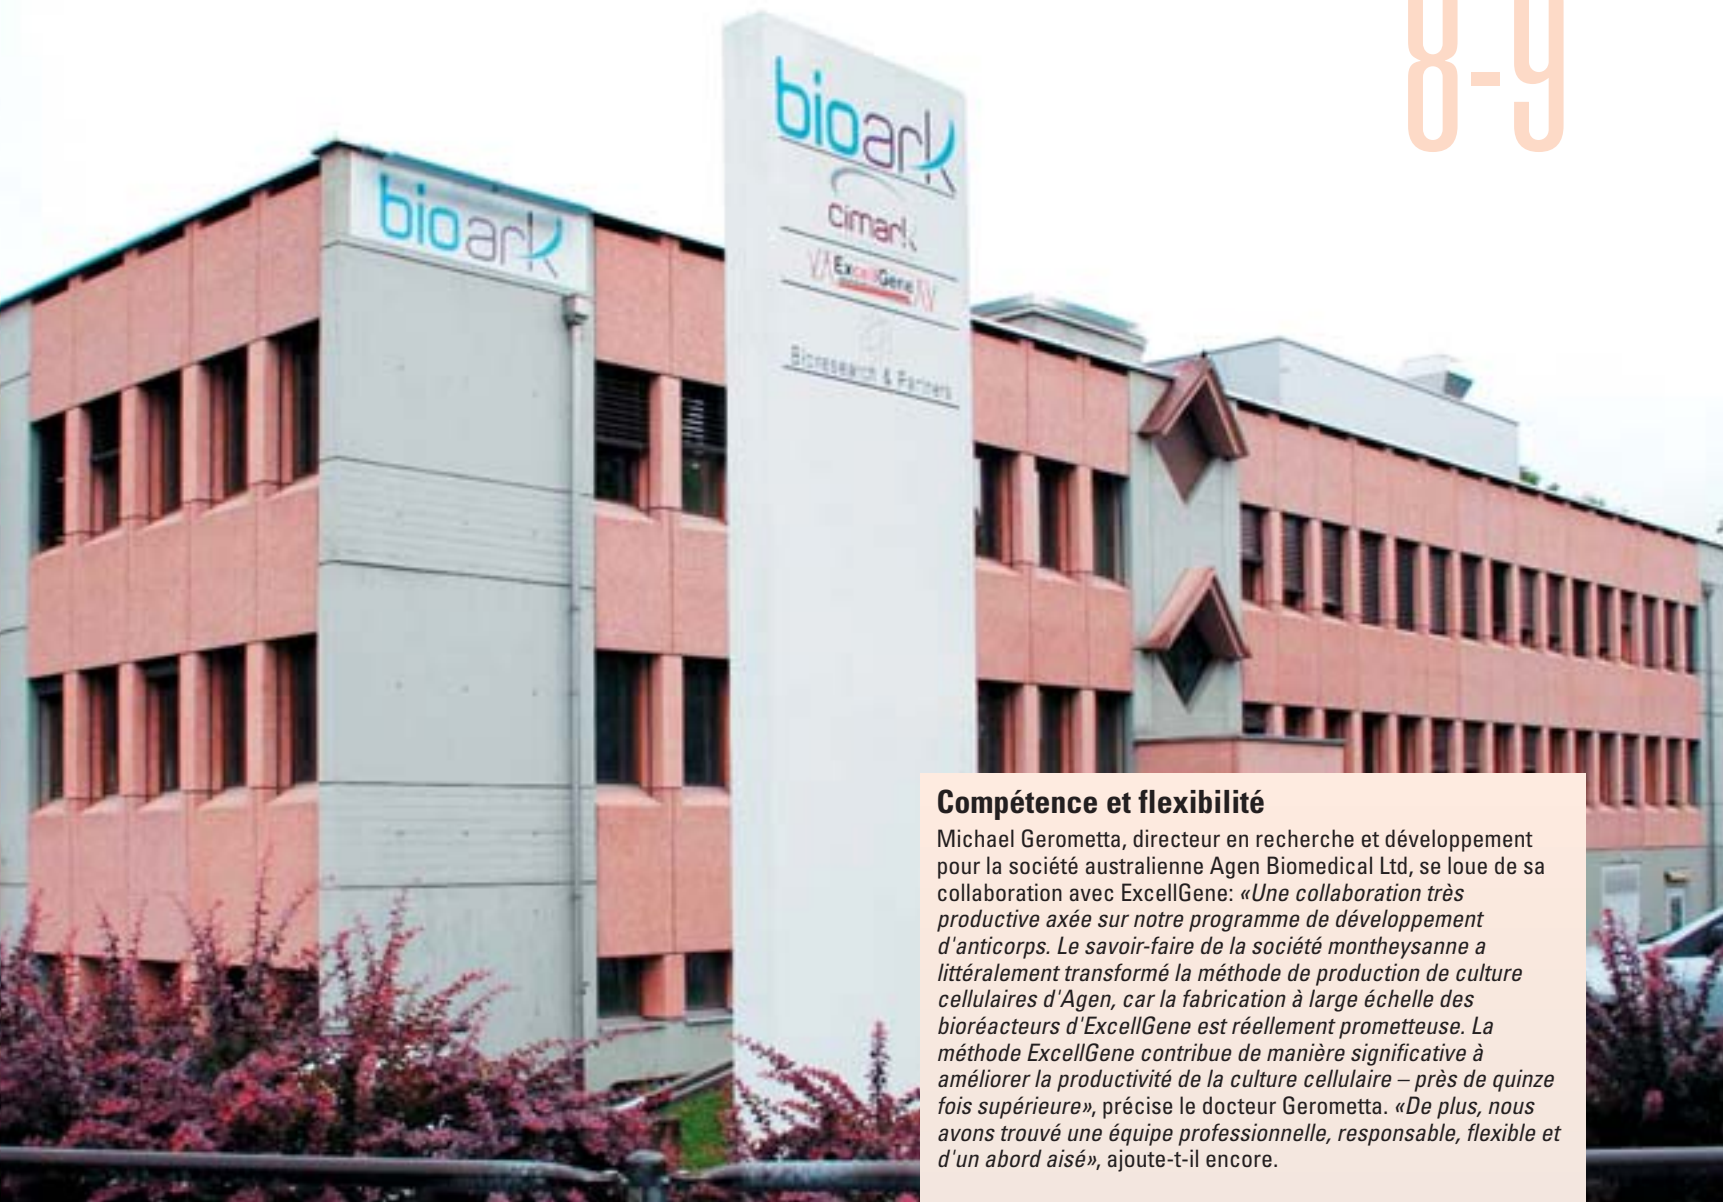 8-9
bioark
bioark
cimark
ExcellGene
Bioresearch & Partners
Compétence et flexibilité
Michael Gerometta, directeur en recherche et développement
pour la société australienne Agen Biomedical Ltd, se loue de sa
collaboration avec ExcellGene: «Une collaboration très
productive axée sur notre programme de développement
d'anticorps. Le savoir-faire de la société montheysanne a
littéralement transformé la méthode de production de culture
cellulaires d'Agen, car la fabrication à large échelle des
bioréacteurs d'ExcellGene est réellement prometteuse. La
méthode ExcellGene contribue de manière significative à
améliorer la productivité de la culture cellulaire – près de quinze
fois supérieure», précise le docteur Gerometta. «De plus, nous
avons trouvé une équipe professionnelle, responsable, flexible et
d'un abord aisé», ajoute-t-il encore.